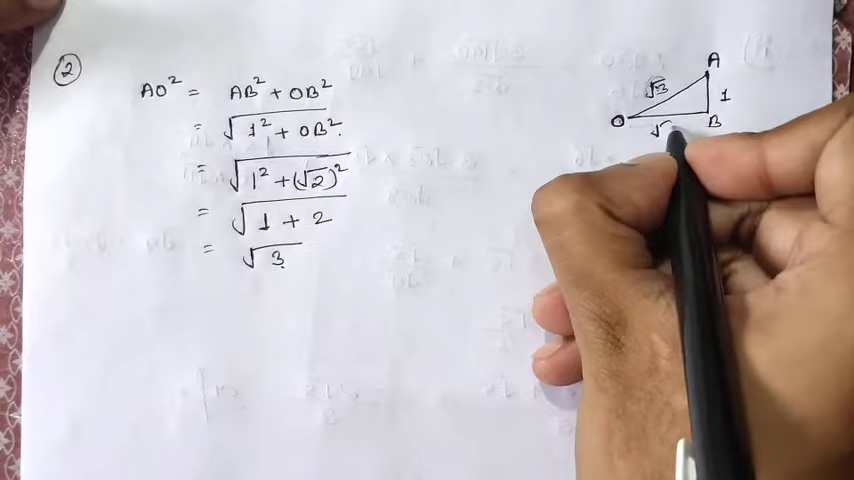 ②
AO² = AB² + OB²
= √1² + OB².
= √1² + (√2)²
= √1 + 2
= √3
A
√3
1
O
B
√